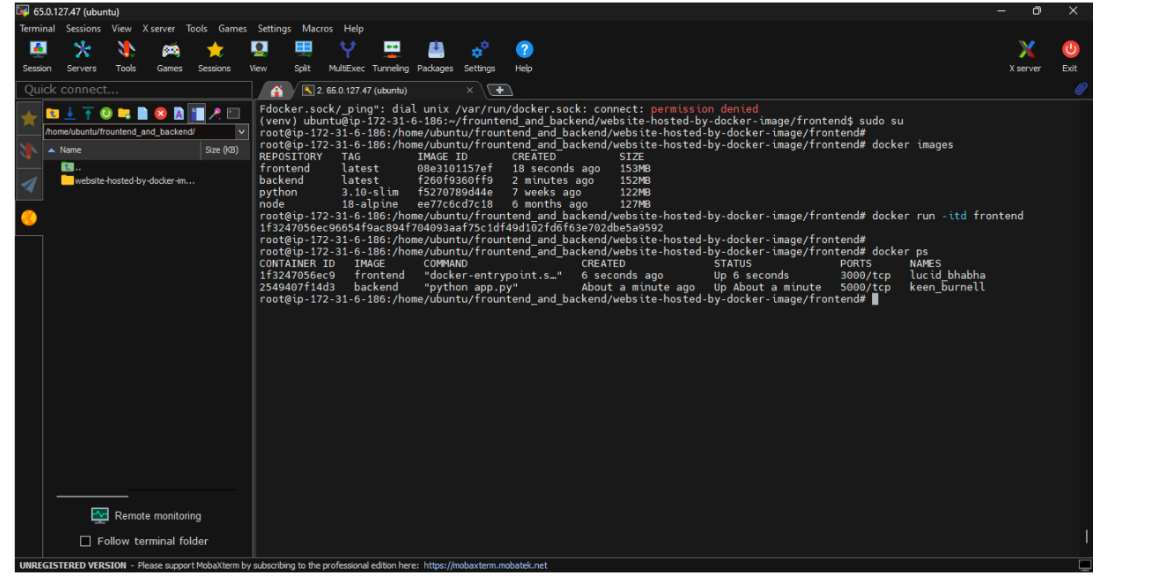 65.0.127.47 (ubuntu)
Terminal Sessions View X server Tools Games Settings Macros Help
Session Servers Tools Games Sessions View Split MultiExec Tunneling Packages Settings Help X server Exit
Quick connect...
2. 65.0.127.47 (ubuntu)
/home/ubuntu/frountend_and_backend/
Name Size (KB)
..
website-hosted-by-docker-im...
Fdocker.sock/_ping": dial unix /var/run/docker.sock: connect: permission denied
(venv) ubuntu@ip-172-31-6-186:~/frountend_and_backend/website-hosted-by-docker-image/frontend$ sudo su
root@ip-172-31-6-186:/home/ubuntu/frountend_and_backend/website-hosted-by-docker-image/frontend#
root@ip-172-31-6-186:/home/ubuntu/frountend_and_backend/website-hosted-by-docker-image/frontend# docker images
REPOSITORY TAG IMAGE ID CREATED SIZE
frontend latest 08e3101157ef 18 seconds ago 153MB
backend latest f260f9360ff9 2 minutes ago 152MB
python 3.10-slim f5270789d44e 7 weeks ago 122MB
node 18-alpine ee77c6cd7c18 6 months ago 127MB
root@ip-172-31-6-186:/home/ubuntu/frountend_and_backend/website-hosted-by-docker-image/frontend# docker run -itd frontend
1f3247056ec96654f9ac894f704093aaf75c1df49d102fd6f63e702dbe5a9592
root@ip-172-31-6-186:/home/ubuntu/frountend_and_backend/website-hosted-by-docker-image/frontend#
root@ip-172-31-6-186:/home/ubuntu/frountend_and_backend/website-hosted-by-docker-image/frontend# docker ps
CONTAINER ID IMAGE COMMAND CREATED STATUS PORTS NAMES
1f3247056ec9 frontend "docker-entrypoint.s…" 6 seconds ago Up 6 seconds 3000/tcp lucid_bhabha
2549407f14d3 backend "python app.py" About a minute ago Up About a minute 5000/tcp keen_burnell
root@ip-172-31-6-186:/home/ubuntu/frountend_and_backend/website-hosted-by-docker-image/frontend#
Remote monitoring
Follow terminal folder
UNREGISTERED VERSION - Please support MobaXterm by subscribing to the professional edition here: https://mobaxterm.mobatek.net